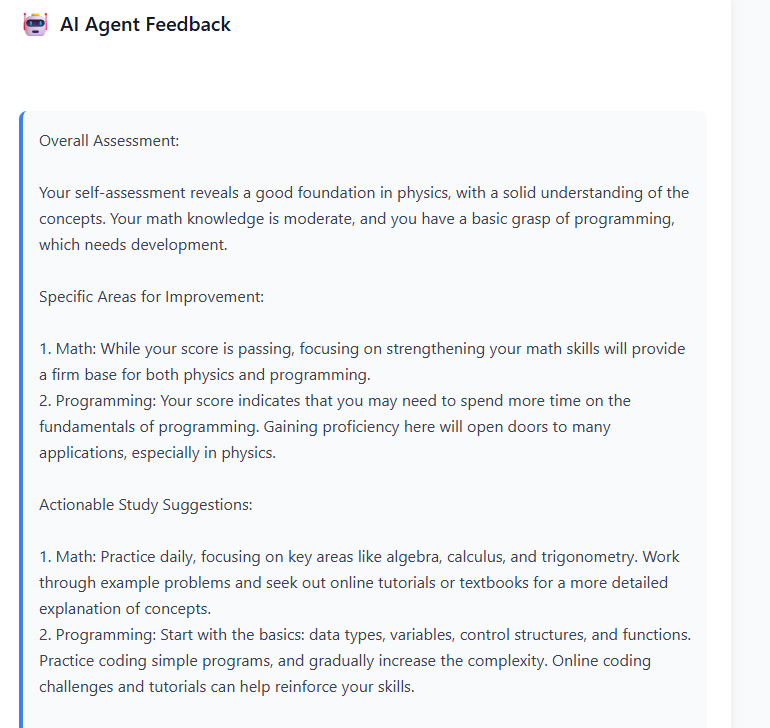 AI Agent Feedback
Overall Assessment:
Your self-assessment reveals a good foundation in physics, with a solid understanding of the
concepts. Your math knowledge is moderate, and you have a basic grasp of programming,
which needs development.
Specific Areas for Improvement:
1. Math: While your score is passing, focusing on strengthening your math skills will provide
a firm base for both physics and programming.
2. Programming: Your score indicates that you may need to spend more time on the
fundamentals of programming. Gaining proficiency here will open doors to many
applications, especially in physics.
Actionable Study Suggestions:
1. Math: Practice daily, focusing on key areas like algebra, calculus, and trigonometry. Work
through example problems and seek out online tutorials or textbooks for a more detailed
explanation of concepts.
2. Programming: Start with the basics: data types, variables, control structures, and functions.
Practice coding simple programs, and gradually increase the complexity. Online coding
challenges and tutorials can help reinforce your skills.